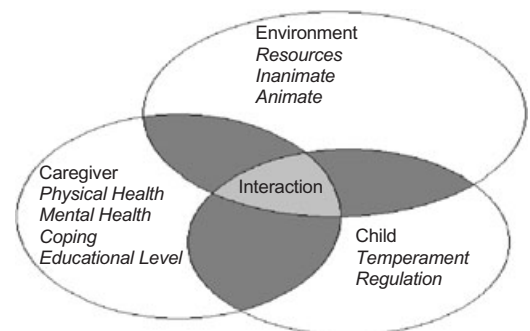 Environment
Resources
Inanimate
Animate
Interaction
Caregiver
Physical Health
Mental Health
Coping
Educational Level
Child
Temperament
Regulation